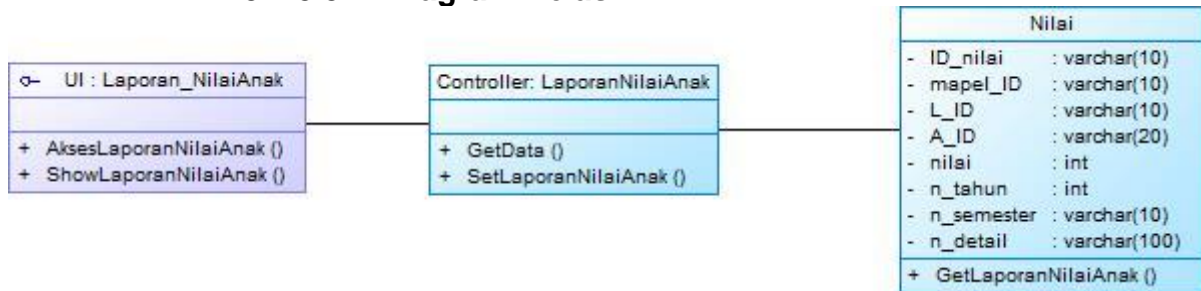 UI : Laporan_NilaiAnak
+ AksesLaporanNilaiAnak ()
+ ShowLaporanNilaiAnak ()
Controller: LaporanNilaiAnak
+ GetData ()
+ SetLaporanNilaiAnak ()
Nilai
- ID_nilai : varchar(10)
- mapel_ID : varchar(10)
- L_ID : varchar(10)
- A_ID : varchar(20)
- nilai : int
- n_tahun : int
- n_semester : varchar(10)
- n_detail : varchar(100)
+ GetLaporanNilaiAnak ()